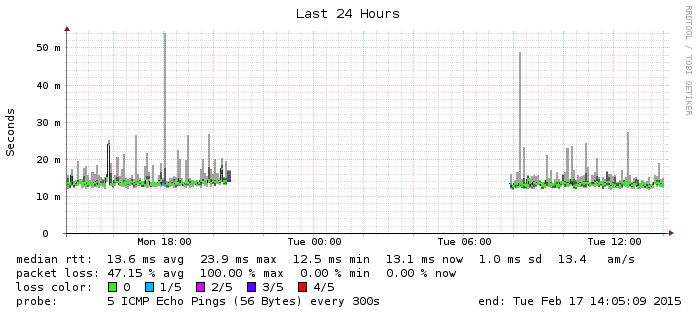 Last 24 Hours
RRDTOOL / TOBI OETIKER
Seconds
50 m
40 m
30 m
20 m
10 m
0
Mon 18:00 Tue 00:00 Tue 06:00 Tue 12:00
median rtt: 13.6 ms avg 23.9 ms max 12.5 ms min 13.1 ms now 1.0 ms sd 13.4 am/s
packet loss: 47.15 % avg 100.00 % max 0.00 % min 0.00 % now
loss color: 0 1/5 2/5 3/5 4/5
probe: 5 ICMP Echo Pings (56 Bytes) every 300s end: Tue Feb 17 14:05:09 2015